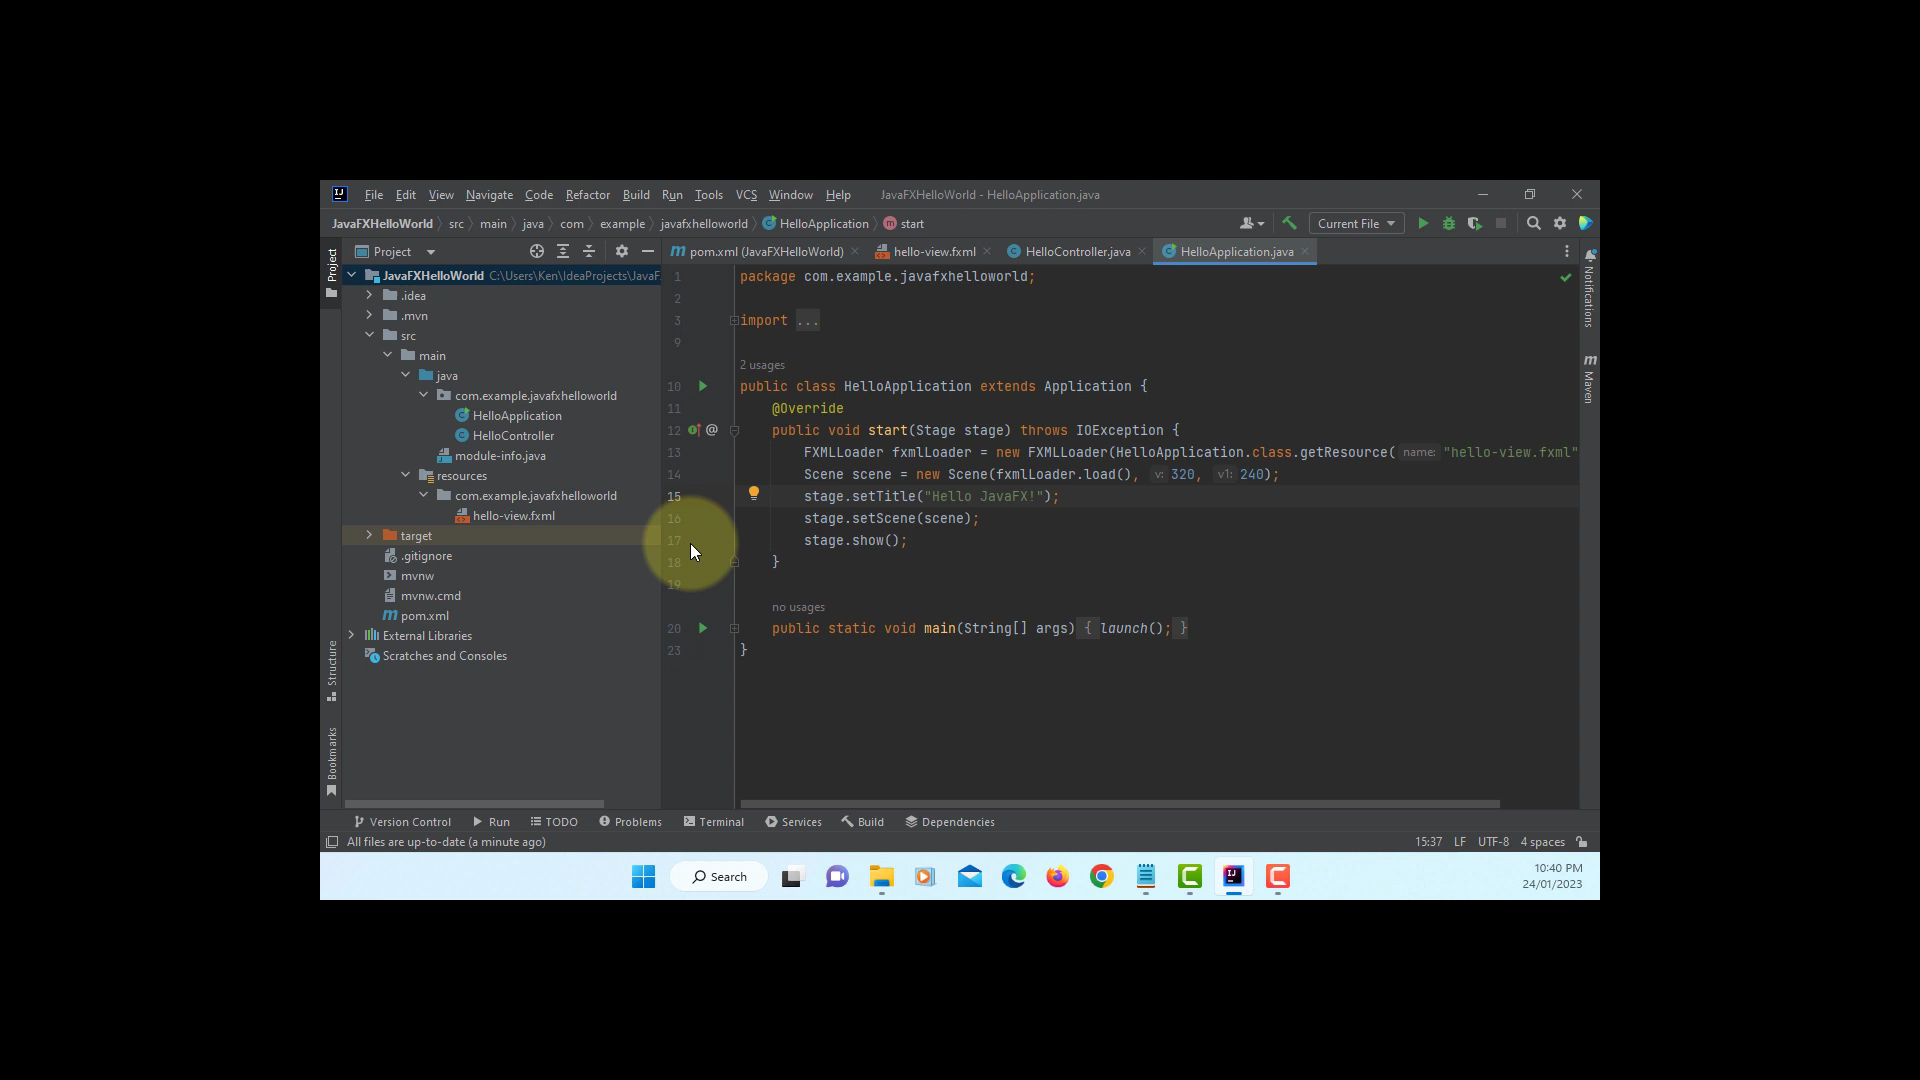 File Edit View Navigate Code Refactor Build Run Tools VCS Window Help JavaFXHelloWorld - HelloApplication.java
JavaFXHelloWorld src main java com example javafxhelloworld HelloApplication start Current File
Project
Project pom.xml (JavaFXHelloWorld) hello-view.fxml HelloController.java HelloApplication.java
Notifications
Maven
JavaFXHelloWorld C:\Users\Ken\IdeaProjects\JavaF
.idea
.mvn
src
main
java
com.example.javafxhelloworld
HelloApplication
HelloController
module-info.java
resources
com.example.javafxhelloworld
hello-view.fxml
target
.gitignore
mvnw
mvnw.cmd
pom.xml
External Libraries
Scratches and Consoles
Structure
Bookmarks
1 package com.example.javafxhelloworld;
2
3 import ...
9
2 usages
10 public class HelloApplication extends Application {
11 @Override
12 @ public void start(Stage stage) throws IOException {
13 FXMLLoader fxmlLoader = new FXMLLoader(HelloApplication.class.getResource( name: "hello-view.fxml"
14 Scene scene = new Scene(fxmlLoader.load(), v: 320, v1: 240);
15 stage.setTitle("Hello JavaFX!");
16 stage.setScene(scene);
17 stage.show();
18 }
19
no usages
20 public static void main(String[] args) { launch(); }
23 }
Version Control Run TODO Problems Terminal Services Build Dependencies
All files are up-to-date (a minute ago) 15:37 LF UTF-8 4 spaces
Search
10:40 PM
24/01/2023